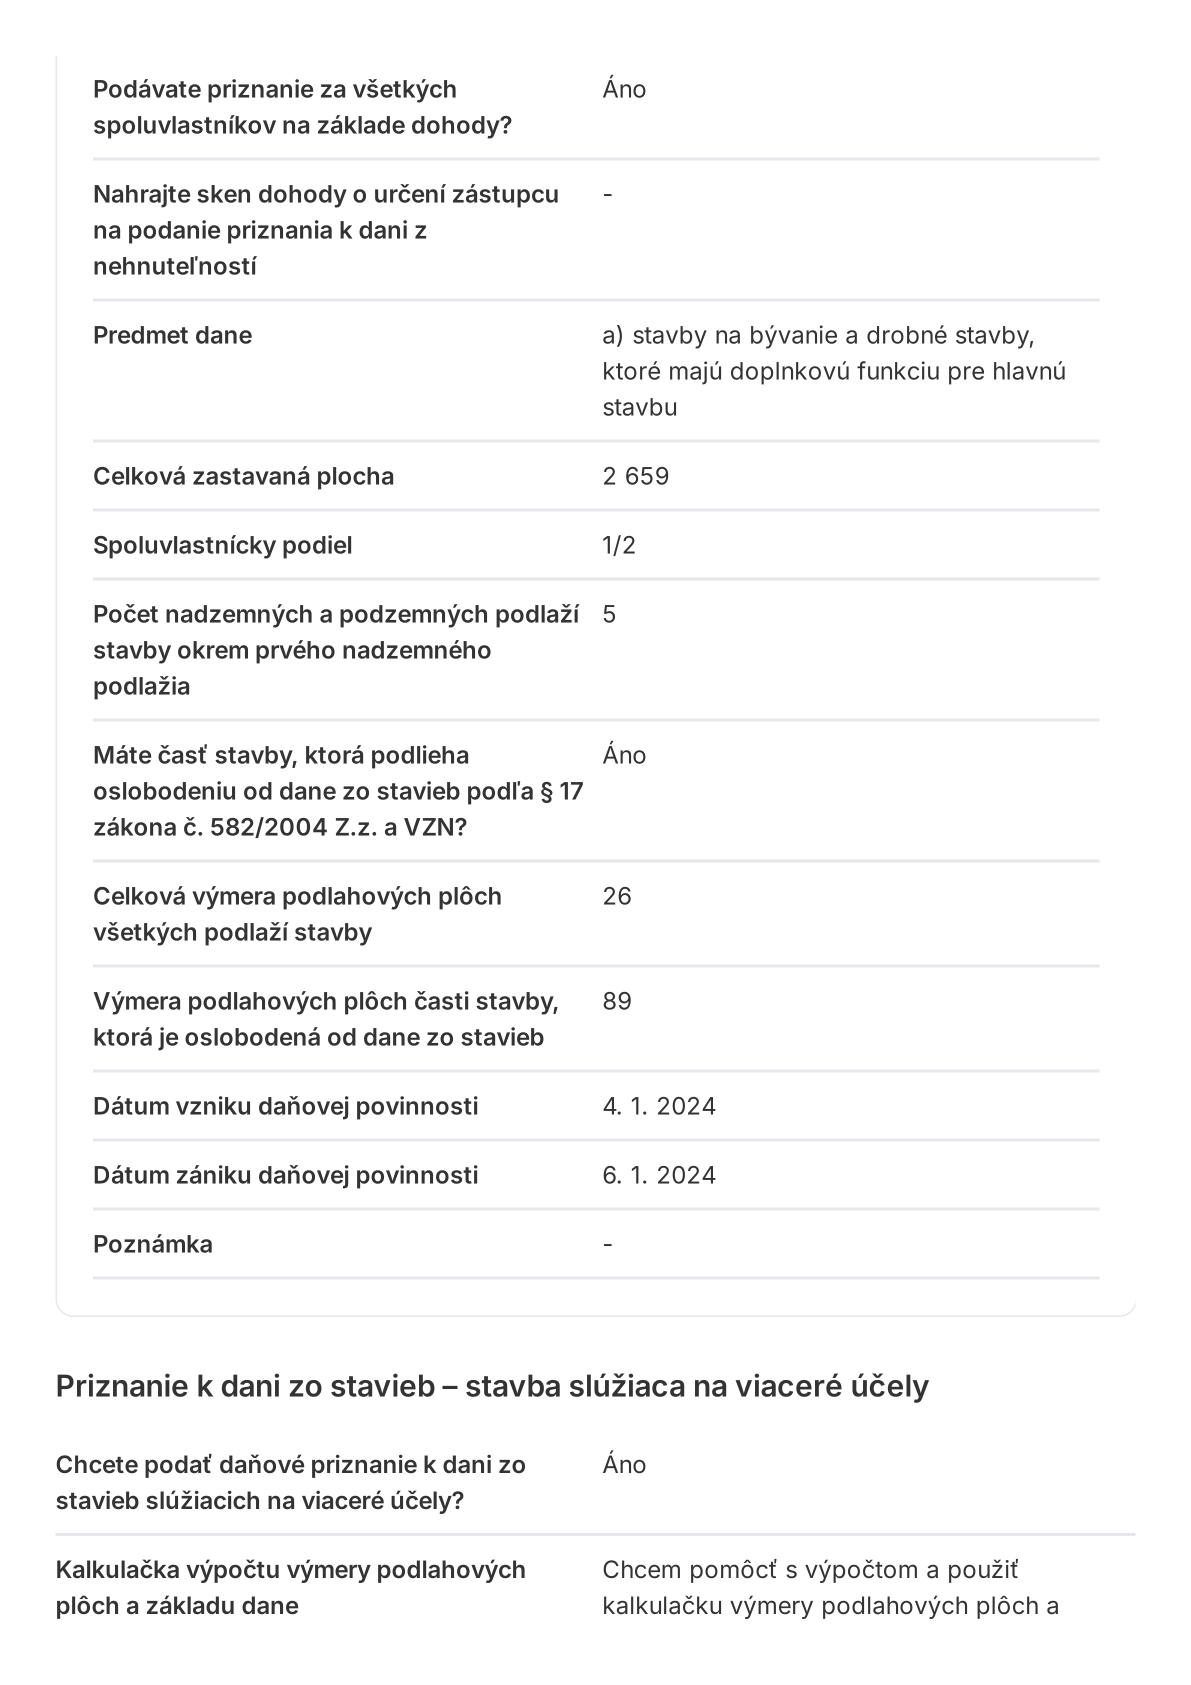 Podávate priznanie za všetkých
spoluvlastníkov na základe dohody?
Áno
Nahrajte sken dohody o určení zástupcu
na podanie priznania k dani z
nehnuteľností
-
Predmet dane
a) stavby na bývanie a drobné stavby,
ktoré majú doplnkovú funkciu pre hlavnú
stavbu
Celková zastavaná plocha
2 659
Spoluvlastnícky podiel
1/2
Počet nadzemných a podzemných podlaží
stavby okrem prvého nadzemného
podlažia
5
Máte časť stavby, ktorá podlieha
oslobodeniu od dane zo stavieb podľa § 17
zákona č. 582/2004 Z.z. a VZN?
Áno
Celková výmera podlahových plôch
všetkých podlaží stavby
26
Výmera podlahových plôch časti stavby,
ktorá je oslobodená od dane zo stavieb
89
Dátum vzniku daňovej povinnosti
4. 1. 2024
Dátum zániku daňovej povinnosti
6. 1. 2024
Poznámka
-
Priznanie k dani zo stavieb – stavba slúžiaca na viaceré účely
Chcete podať daňové priznanie k dani zo
stavieb slúžiacich na viaceré účely?
Áno
Kalkulačka výpočtu výmery podlahových
plôch a základu dane
Chcem pomôcť s výpočtom a použiť
kalkulačku výmery podlahových plôch a